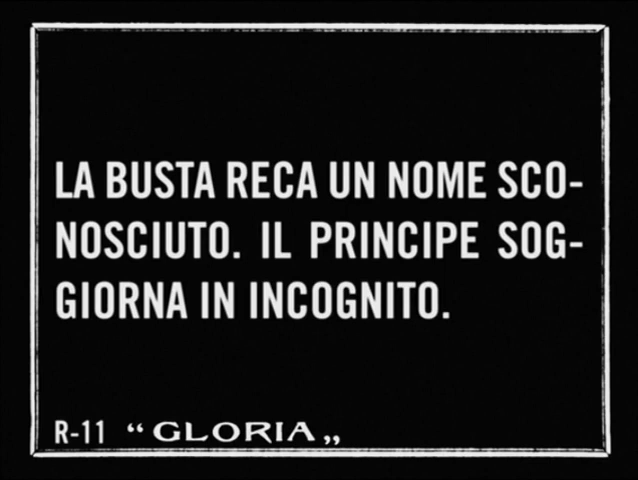 LA BUSTA RECA UN NOME SCO-
NOSCIUTO. IL PRINCIPE SOG-
GIORNA IN INCOGNITO.
R-11 “GLORIA„